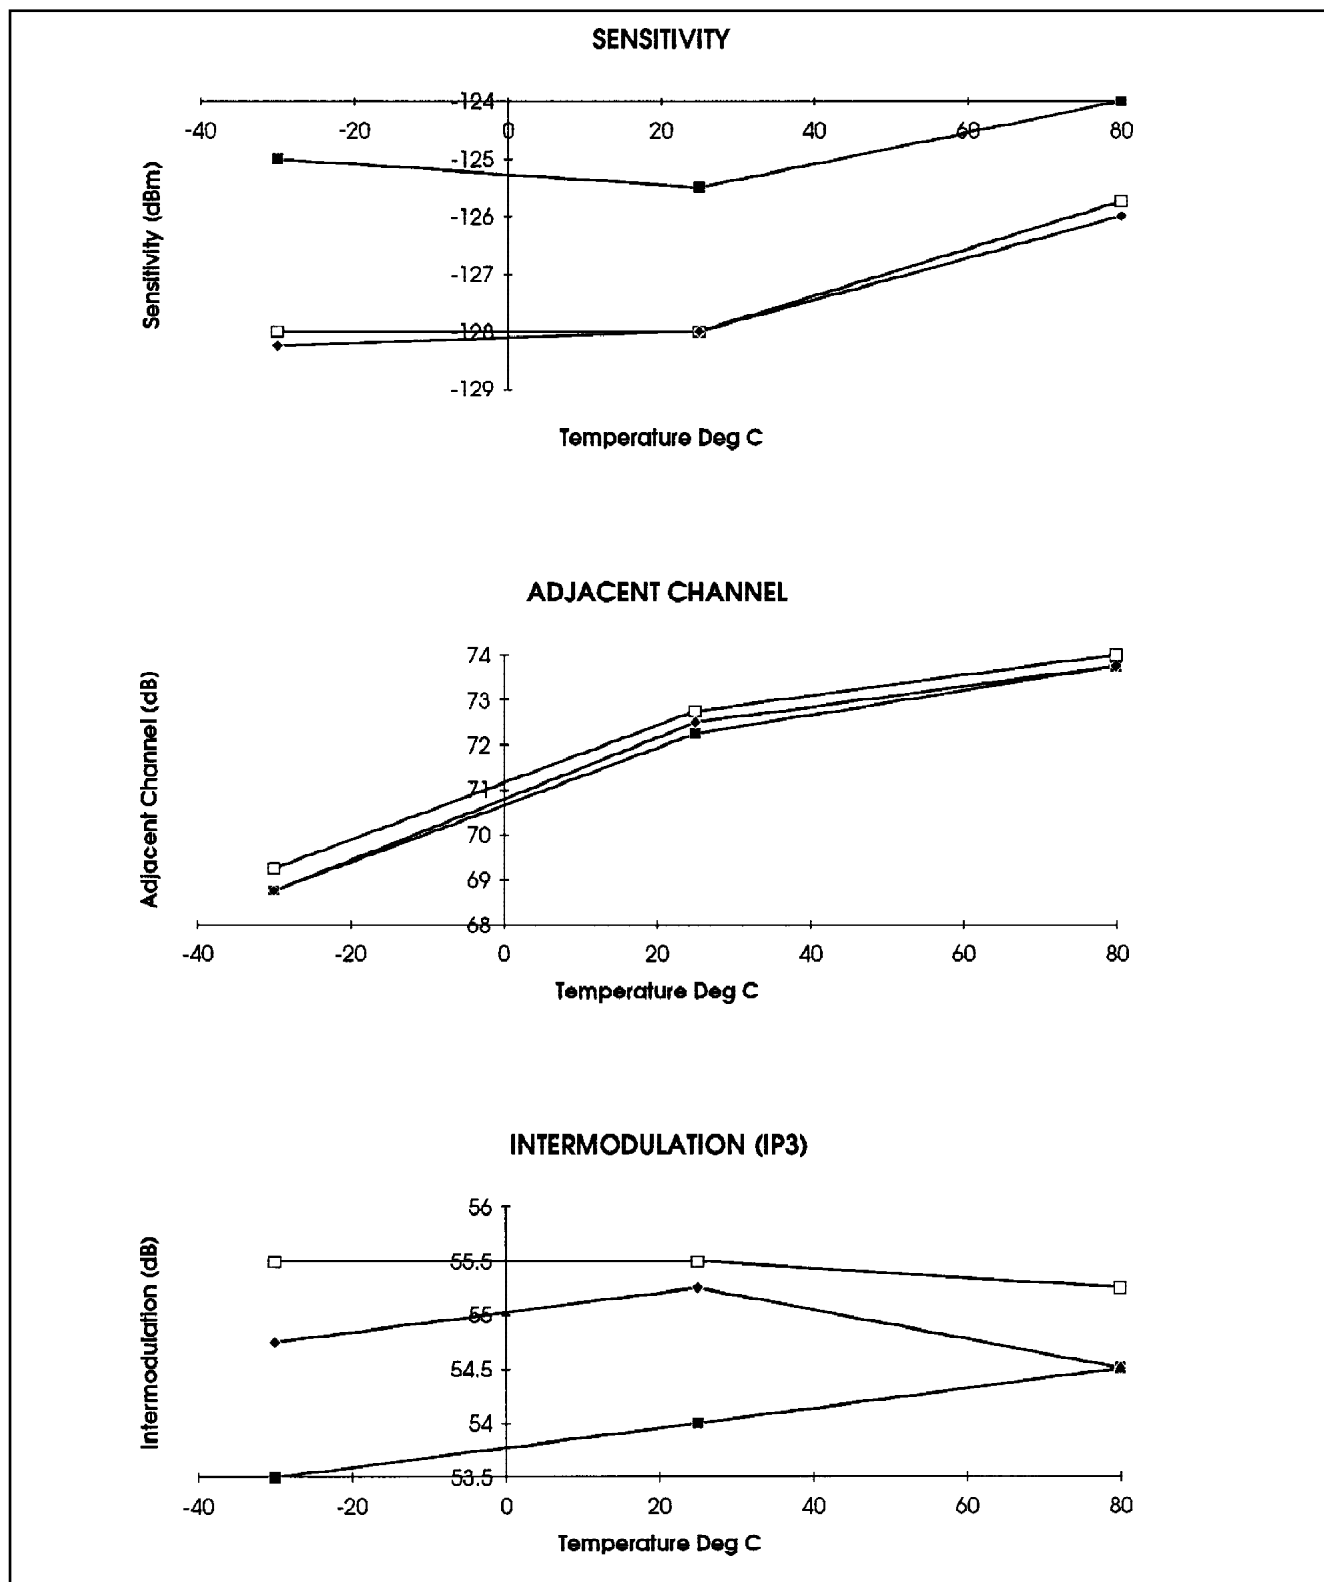 SENSITIVITY
-124
-40 -20 0 20 40 60 80
-125
-126
-127
-128
-129
Sensitivity (dBm)
Temperature Deg C
ADJACENT CHANNEL
74
73
72
71
70
69
68
Adjacent Channel (dB)
-40 -20 0 20 40 60 80
Temperature Deg C
INTERMODULATION (IP3)
56
55.5
55
54.5
54
53.5
Intermodulation (dB)
-40 -20 0 20 40 60 80
Temperature Deg C